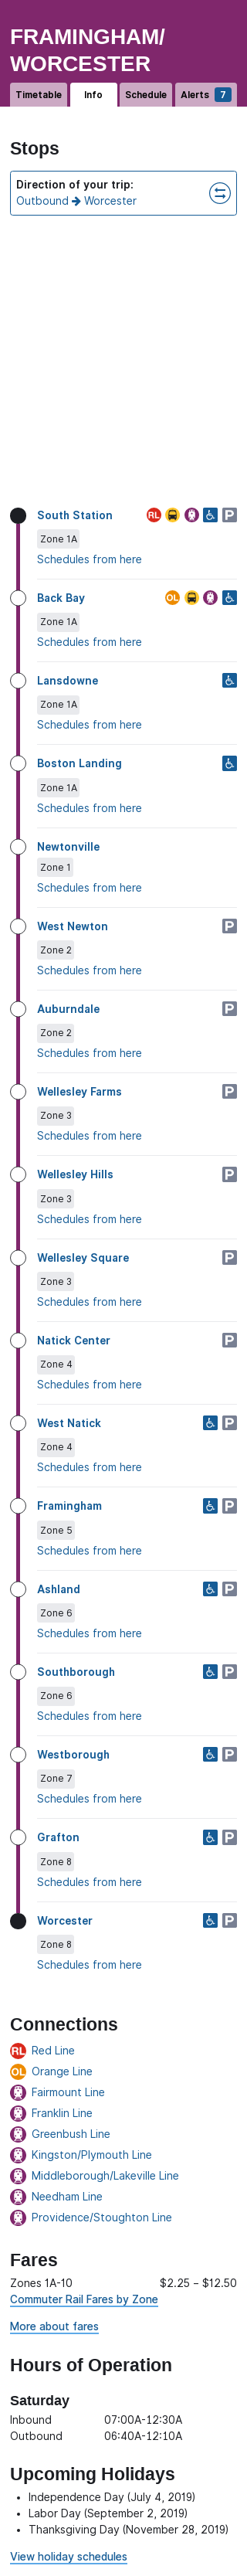 FRAMINGHAM/
WORCESTER
Timetable Info Schedule Alerts 7
Stops
Direction of your trip:
Outbound → Worcester
South Station RL P
Zone 1A
Schedules from here
Back Bay OL
Zone 1A
Schedules from here
Lansdowne
Zone 1A
Schedules from here
Boston Landing
Zone 1A
Schedules from here
Newtonville
Zone 1
Schedules from here
West Newton P
Zone 2
Schedules from here
Auburndale P
Zone 2
Schedules from here
Wellesley Farms P
Zone 3
Schedules from here
Wellesley Hills P
Zone 3
Schedules from here
Wellesley Square P
Zone 3
Schedules from here
Natick Center P
Zone 4
Schedules from here
West Natick P
Zone 4
Schedules from here
Framingham P
Zone 5
Schedules from here
Ashland P
Zone 6
Schedules from here
Southborough P
Zone 6
Schedules from here
Westborough P
Zone 7
Schedules from here
Grafton P
Zone 8
Schedules from here
Worcester P
Zone 8
Schedules from here
Connections
RL Red Line
OL Orange Line
Fairmount Line
Franklin Line
Greenbush Line
Kingston/Plymouth Line
Middleborough/Lakeville Line
Needham Line
Providence/Stoughton Line
Fares
Zones 1A-10 $2.25 – $12.50
Commuter Rail Fares by Zone
More about fares
Hours of Operation
Saturday
Inbound 07:00A-12:30A
Outbound 06:40A-12:10A
Upcoming Holidays
• Independence Day (July 4, 2019)
• Labor Day (September 2, 2019)
• Thanksgiving Day (November 28, 2019)
View holiday schedules